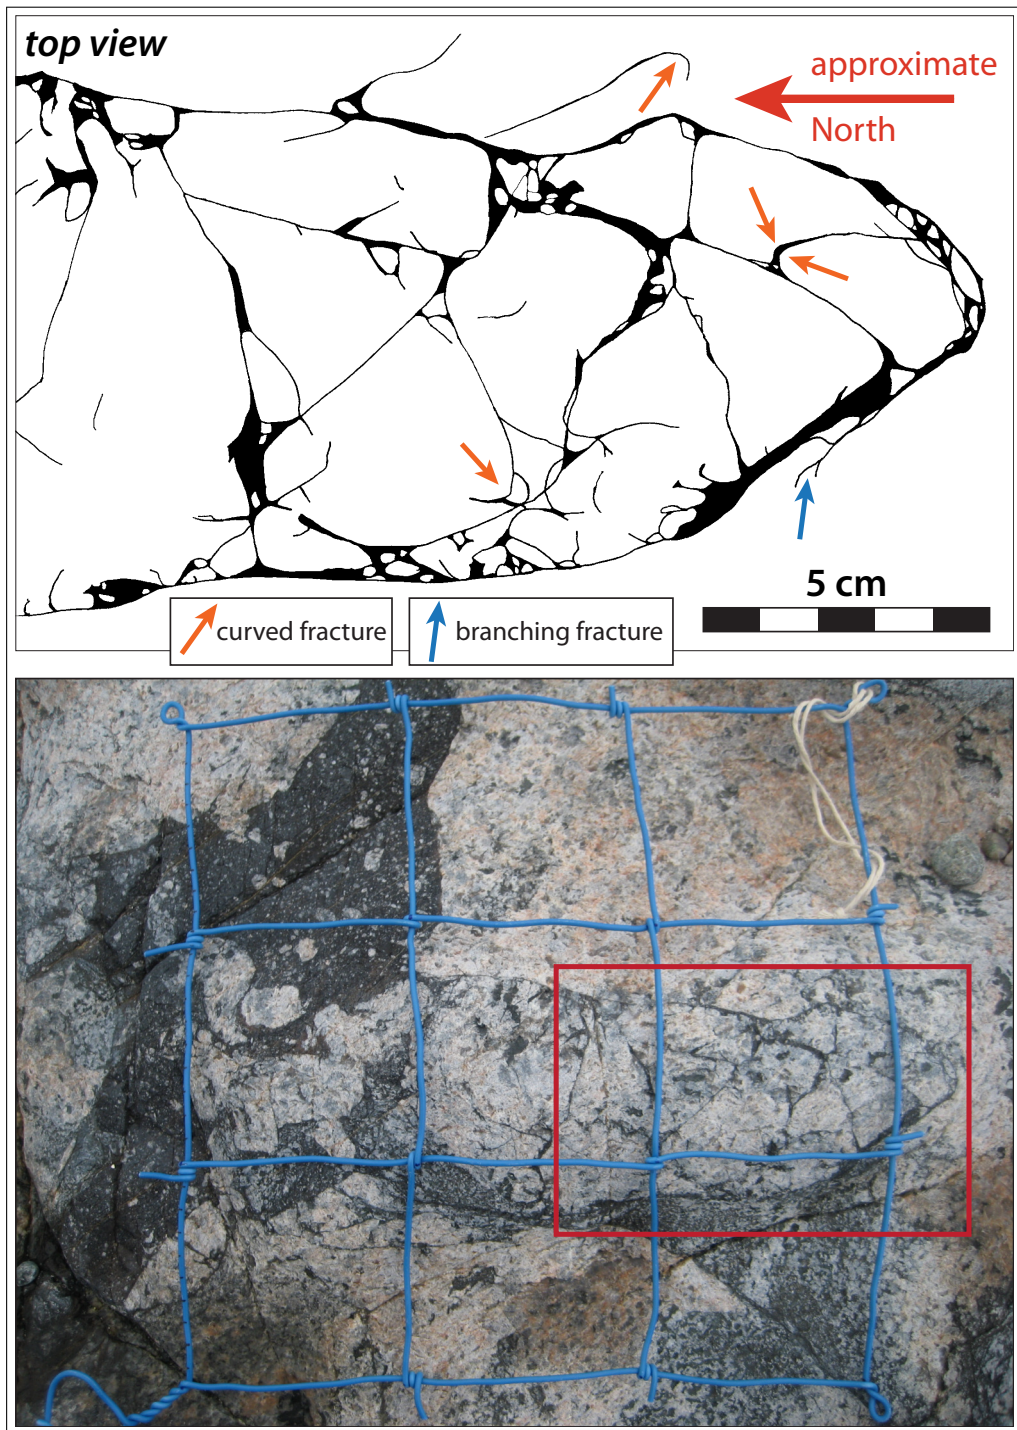 top view
approximate
North
5 cm
curved fracture
branching fracture